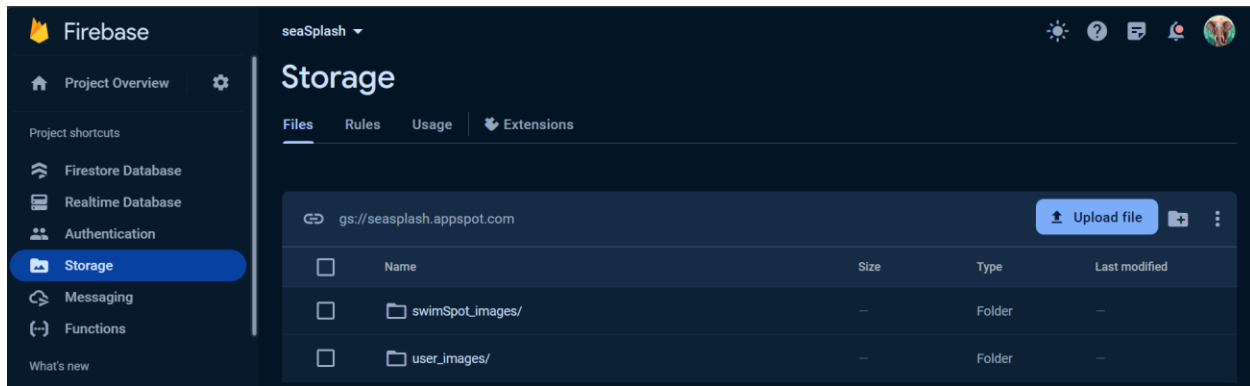 Firebase
Project Overview
Project shortcuts
Firestore Database
Realtime Database
Authentication
Storage
Messaging
Functions
What's new
seaSplash
Storage
Files Rules Usage Extensions
gs://seasplash.appspot.com Upload file
Name Size Type Last modified
swimSpot_images/ — Folder —
user_images/ — Folder —